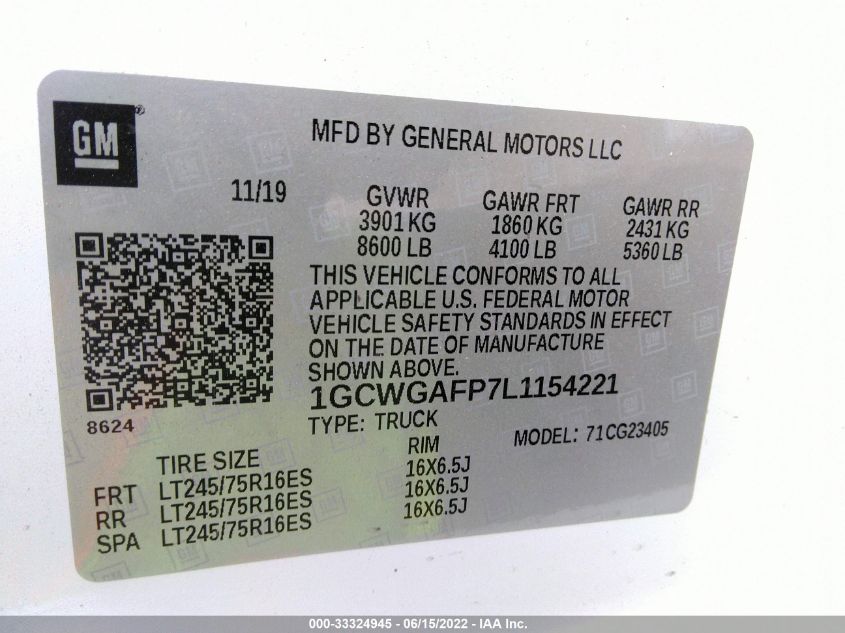 GM®
MFD BY GENERAL MOTORS LLC
11/19
GVWR GAWR FRT GAWR RR
3901 KG 1860 KG 2431 KG
8600 LB 4100 LB 5360 LB
THIS VEHICLE CONFORMS TO ALL
APPLICABLE U.S. FEDERAL MOTOR
VEHICLE SAFETY STANDARDS IN EFFECT
ON THE DATE OF MANUFACTURE
SHOWN ABOVE.
1GCWGAFP7L1154221
8624
TYPE: TRUCK MODEL: 71CG23405
TIRE SIZE RIM
FRT LT245/75R16ES 16X6.5J
RR LT245/75R16ES 16X6.5J
SPA LT245/75R16ES 16X6.5J
000-33324945 - 06/15/2022 - IAA Inc.